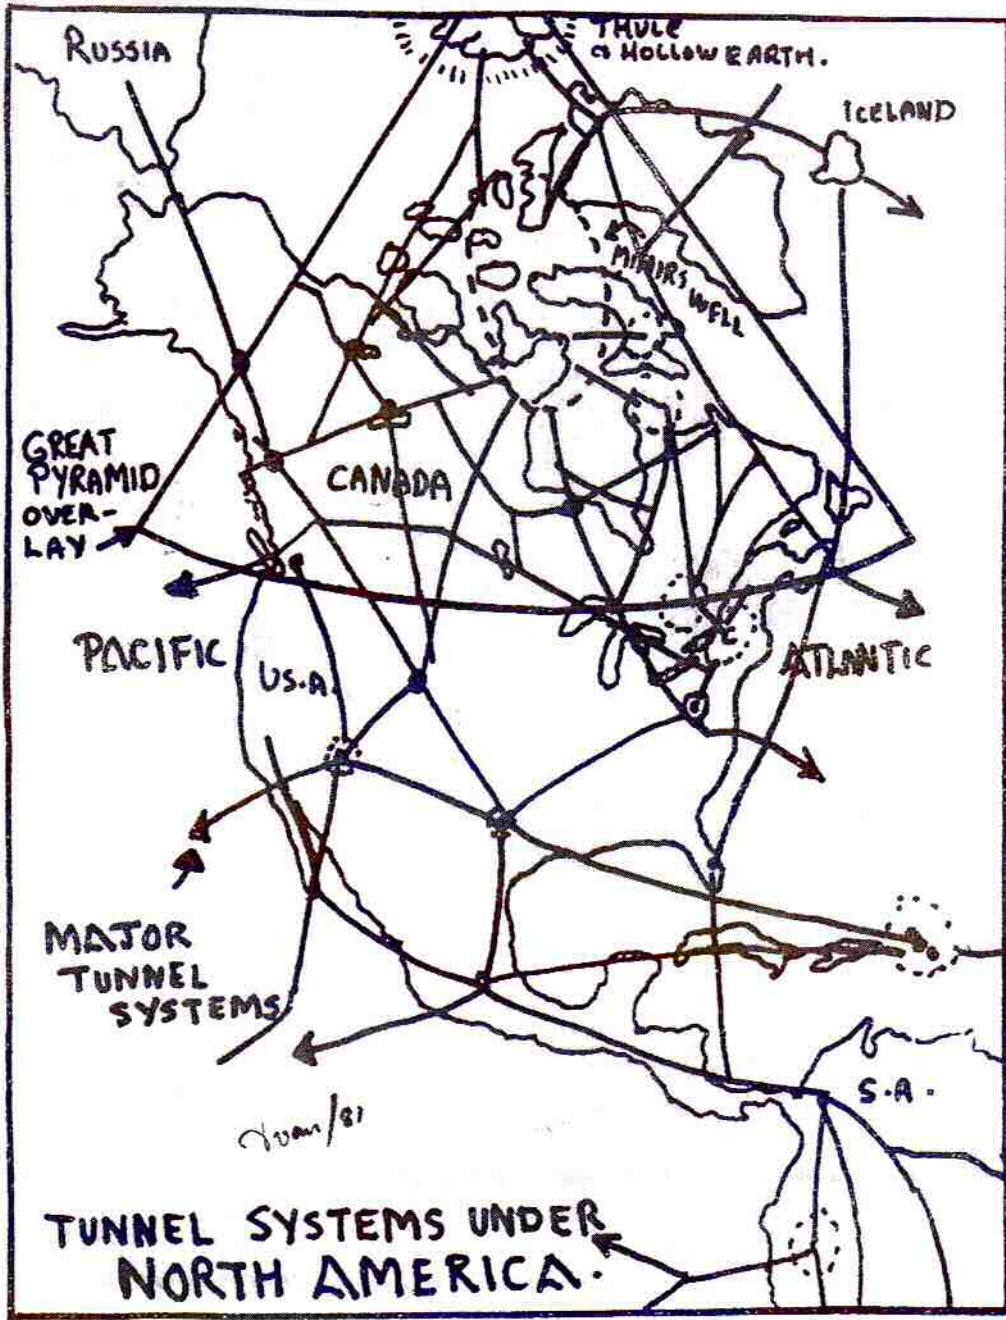 RUSSIA
THULE
& HOLLOW EARTH.
ICELAND
MIMIRS WELL
GREAT
PYRAMID
OVER-
LAY
CANADA
PACIFIC
U.S.A.
ATLANTIC
MAJOR
TUNNEL
SYSTEMS
S.A.
/81
TUNNEL SYSTEMS UNDER
NORTH AMERICA.